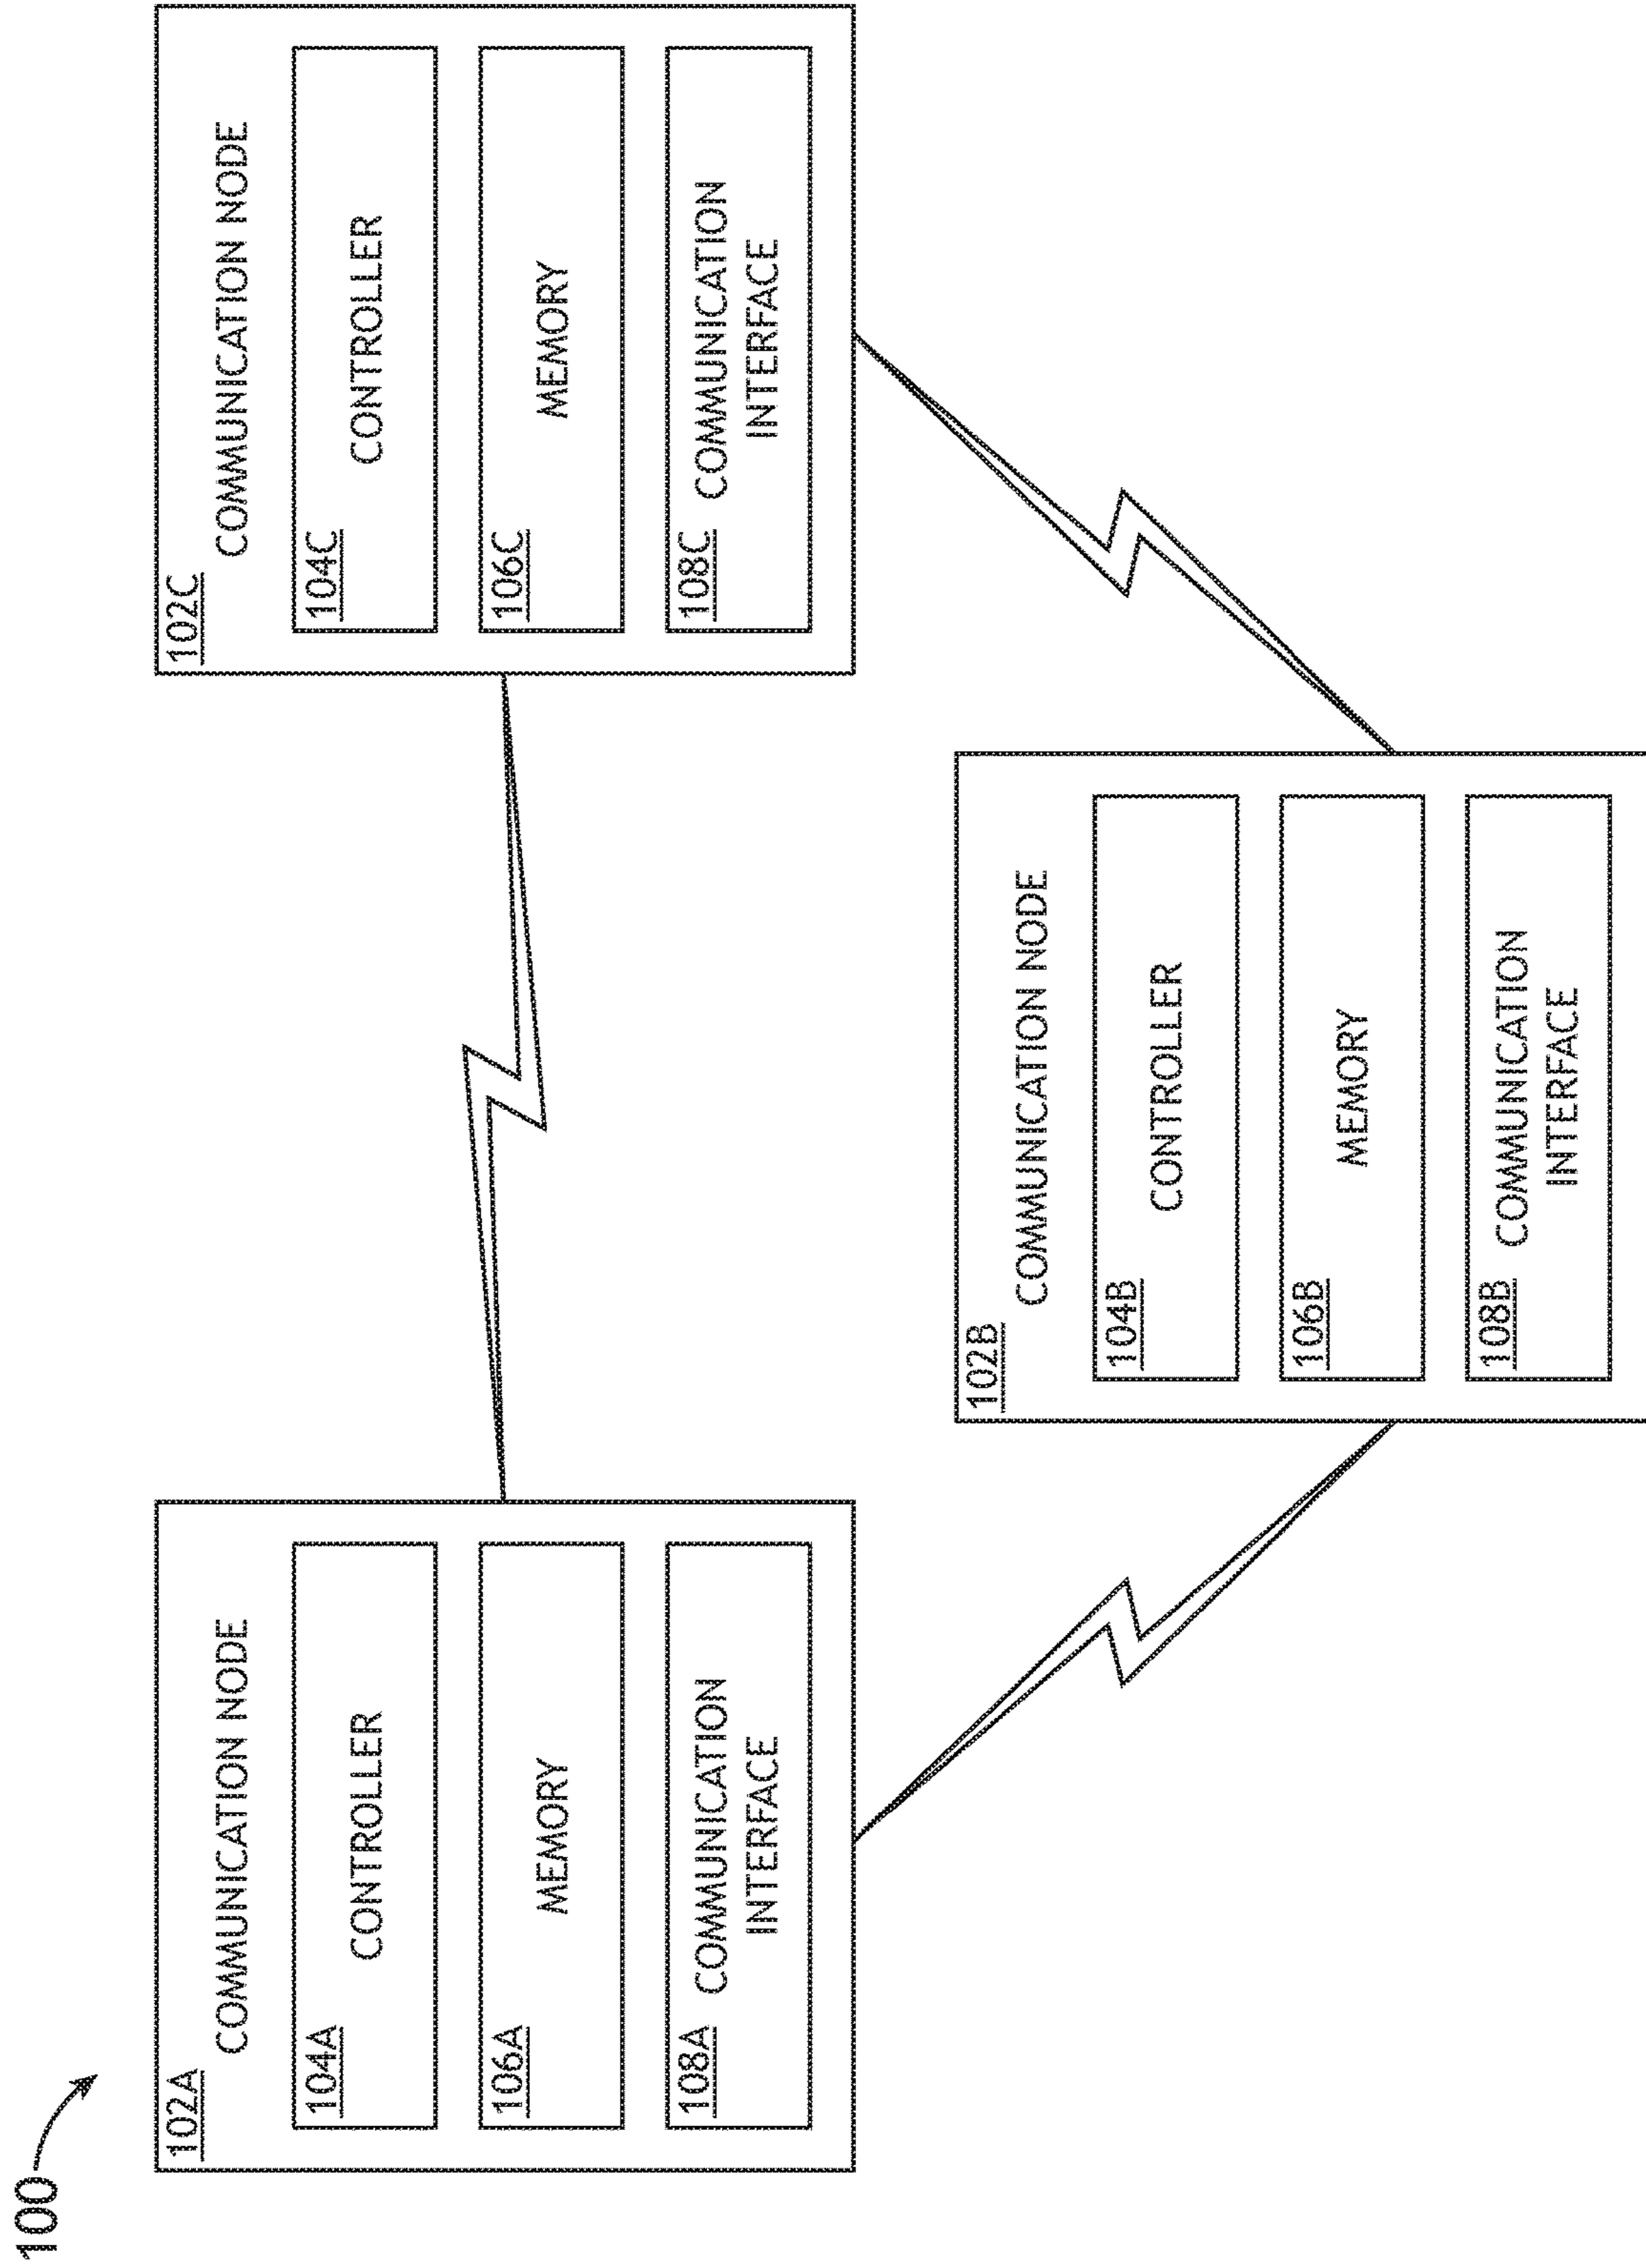 100
102A
COMMUNICATION NODE
104A
CONTROLLER
106A
MEMORY
108A
COMMUNICATION
INTERFACE
102C
COMMUNICATION NODE
104C
CONTROLLER
106C
MEMORY
108C
COMMUNICATION
INTERFACE
102B
COMMUNICATION NODE
104B
CONTROLLER
106B
MEMORY
108B
COMMUNICATION
INTERFACE